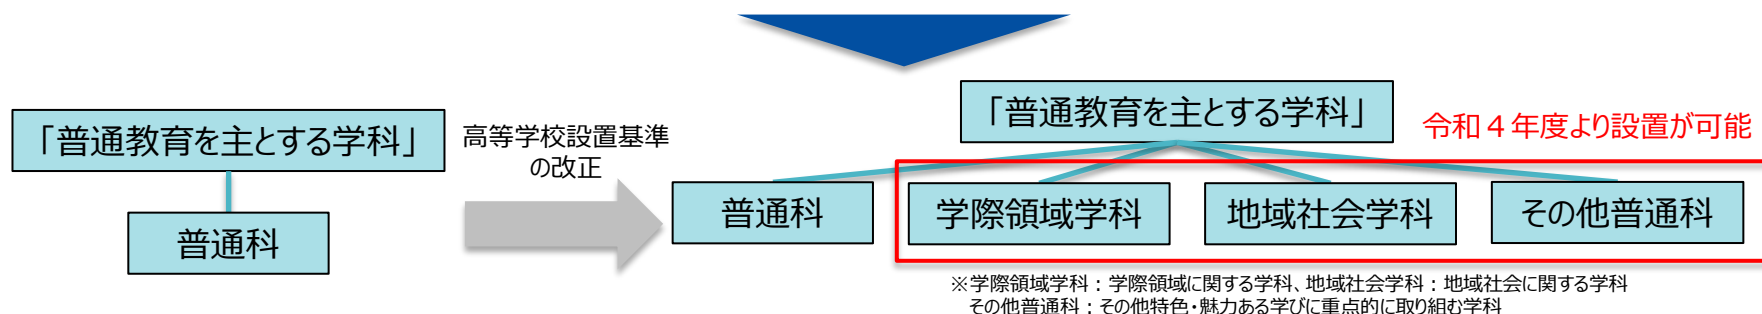 「普通教育を主とする学科」
普通科
高等学校設置基準
の改正
「普通教育を主とする学科」
令和４年度より設置が可能
普通科
学際領域学科
地域社会学科
その他普通科
※学際領域学科：学際領域に関する学科、地域社会学科：地域社会に関する学科
その他普通科：その他特色・魅力ある学びに重点的に取り組む学科